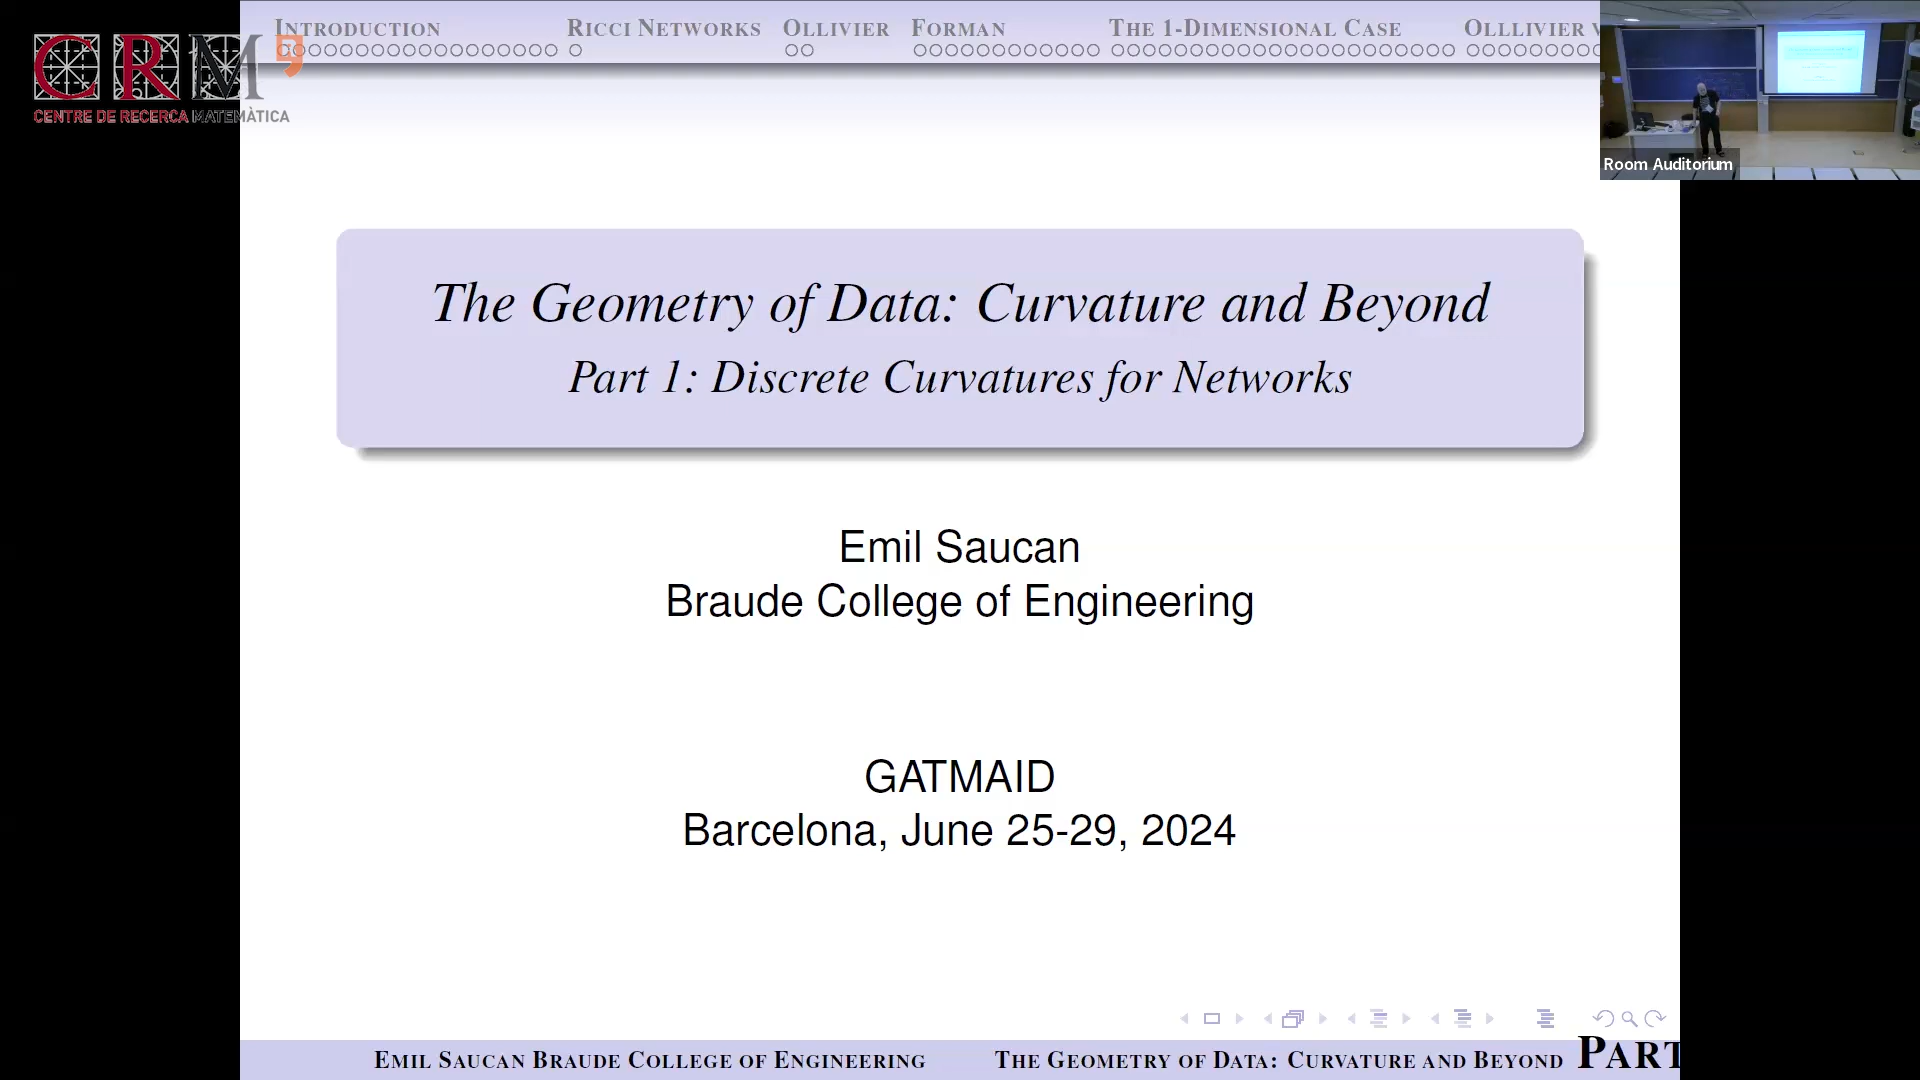 INTRODUCTION RICCI NETWORKS OLLIVIER FORMAN THE 1-DIMENSIONAL CASE OLLLIVIER V
CRM
CENTRE DE RECERCA MATEMÀTICA
Room Auditorium
The Geometry of Data: Curvature and Beyond
Part 1: Discrete Curvatures for Networks
Emil Saucan
Braude College of Engineering
GATMAID
Barcelona, June 25-29, 2024
EMIL SAUCAN BRAUDE COLLEGE OF ENGINEERING THE GEOMETRY OF DATA: CURVATURE AND BEYOND PART